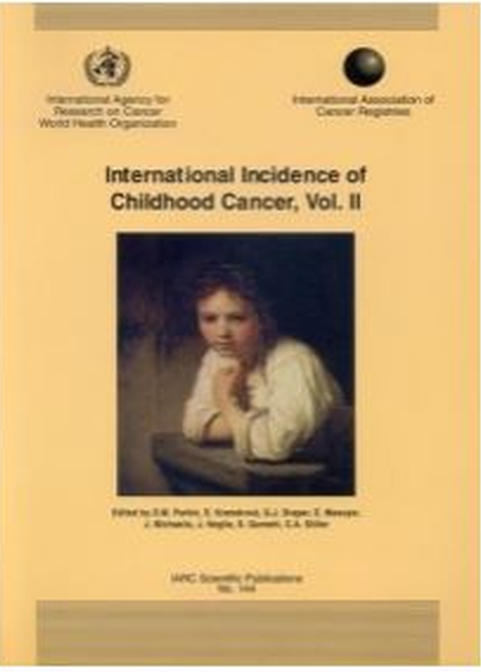 International Agency for
Research on Cancer
World Health Organization
International Association of
Cancer Registries
International Incidence of
Childhood Cancer, Vol. II
Edited by D.M. Parkin, E. Kramárová, G.J. Draper, E. Masuyer,
J. Michaelis, J. Neglia, S. Qureshi, C.A. Stiller
IARC Scientific Publications
No. 144